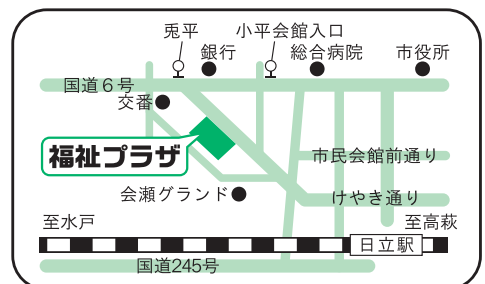 兎平
小平会館入口
銀行
総合病院
市役所
国道6号
交番
福祉プラザ
市民会館前通り
会瀬グランド
けやき通り
至水戸
至高萩
日立駅
国道245号